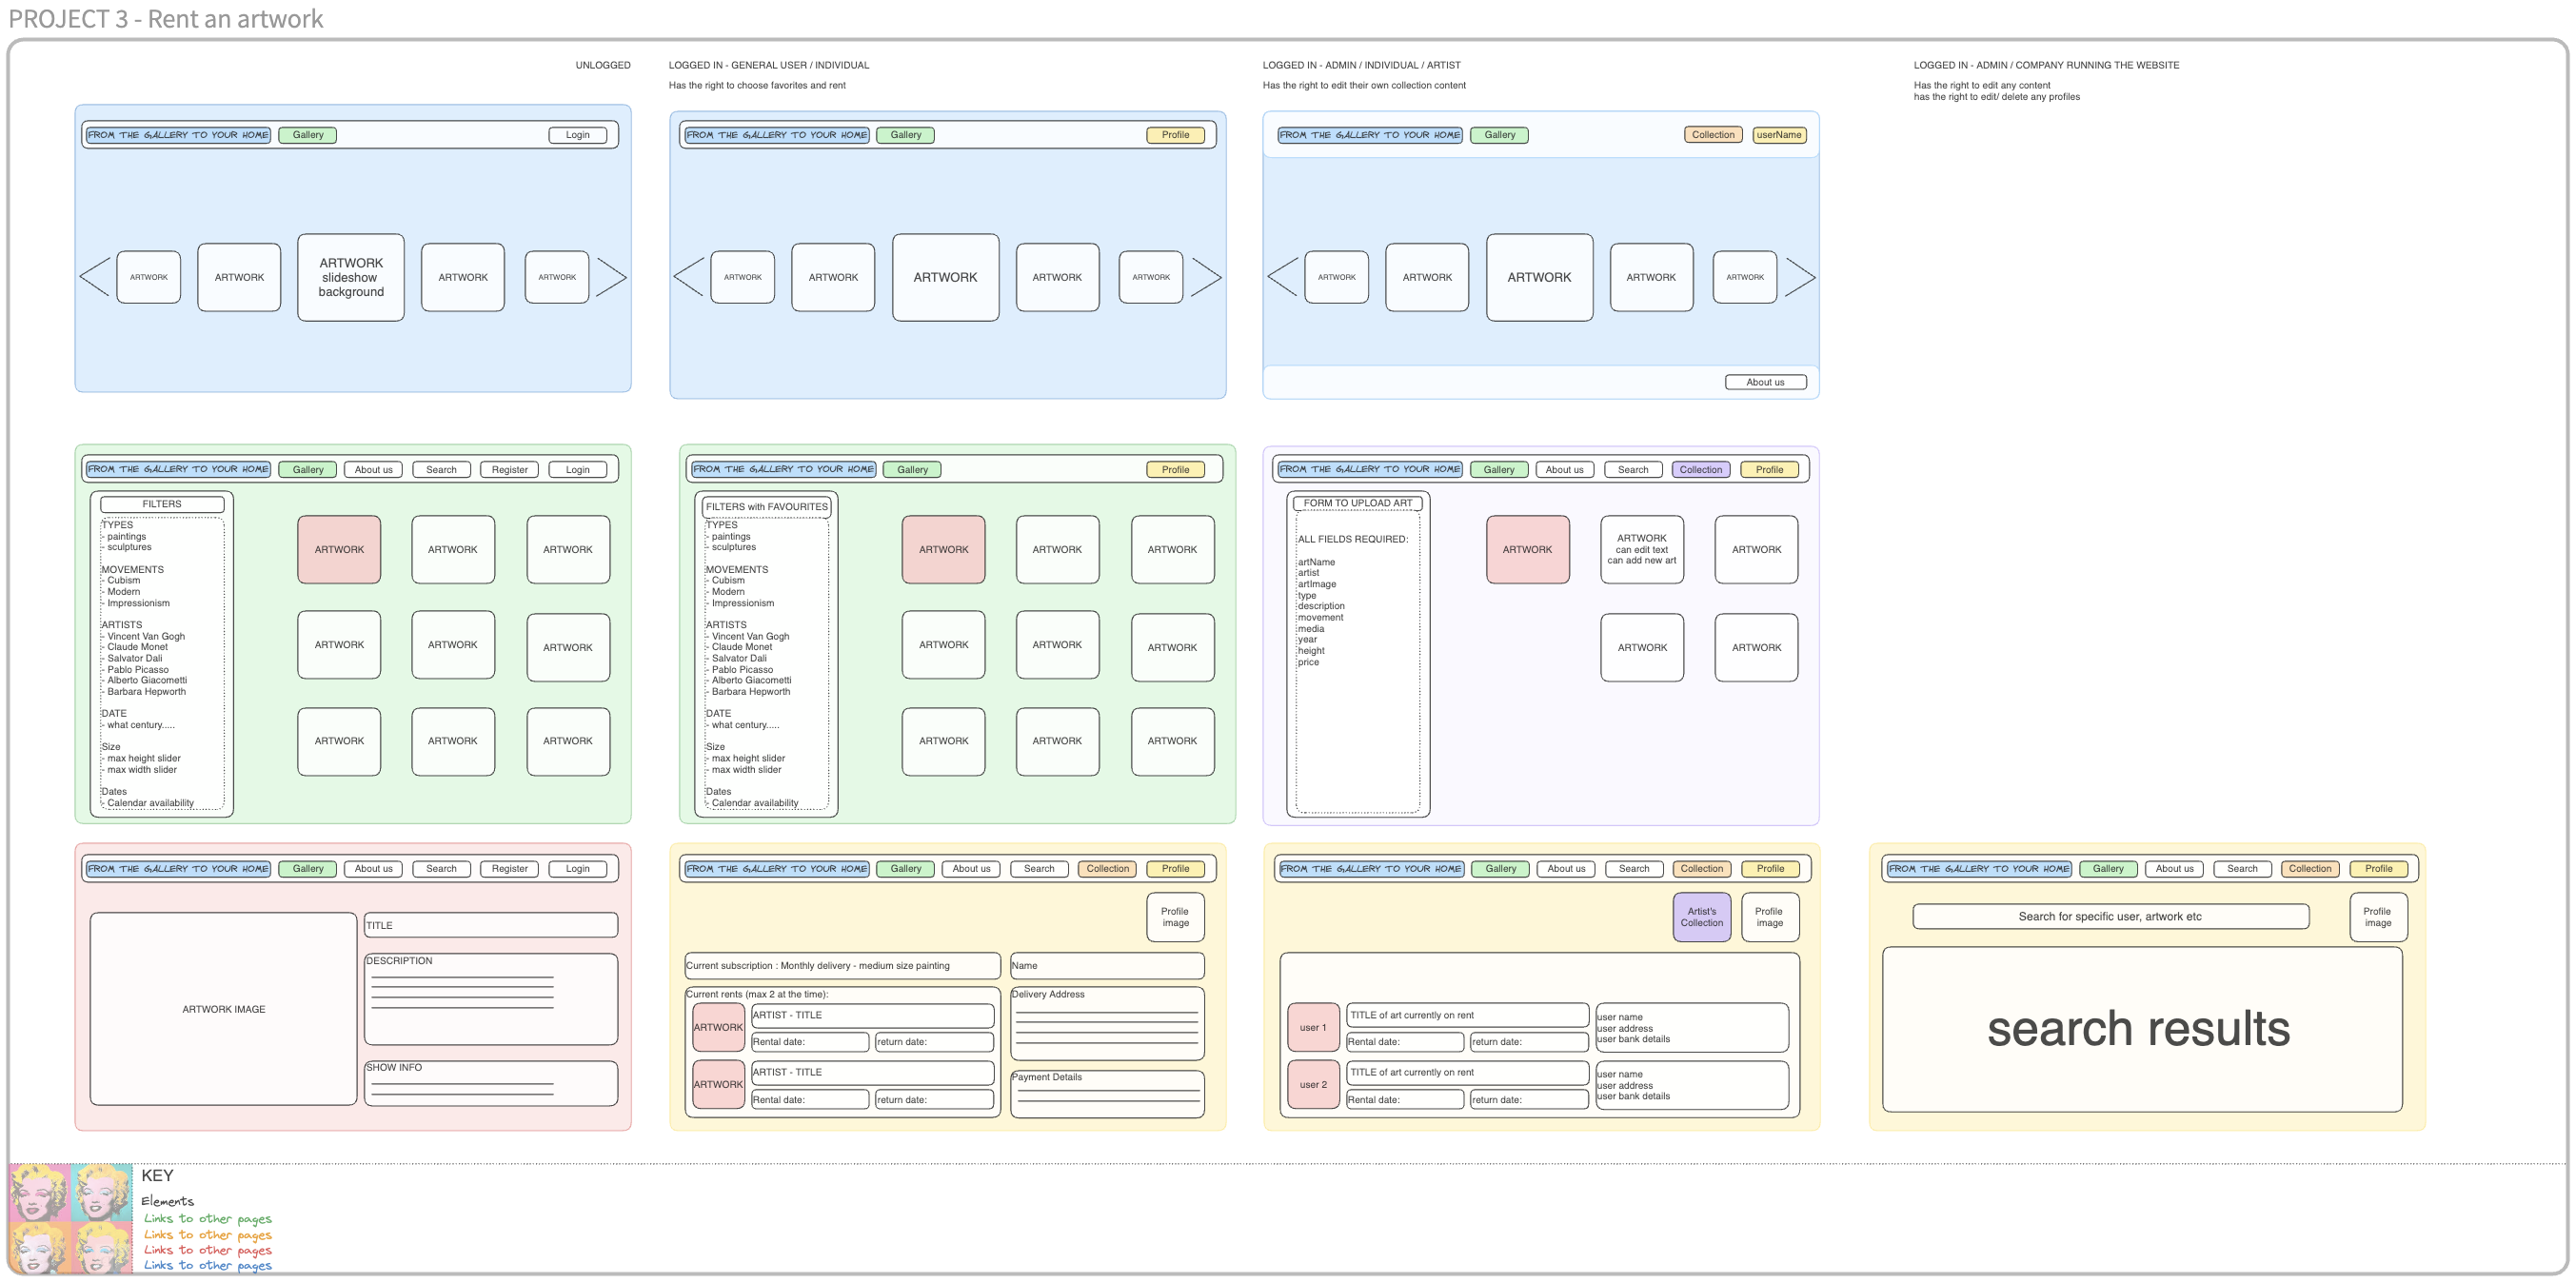 PROJECT 3 - Rent an artwork
UNLOGGED
LOGGED IN - GENERAL USER / INDIVIDUAL
Has the right to choose favorites and rent
LOGGED IN - ADMIN / INDIVIDUAL / ARTIST
Has right to edit their own collection content
LOGGED IN - ADMIN / COMPANY RUNNING THE WEBSITE
Has the right to edit any content
has the right to edit/ delete any profiles
FROM THE GALLERY TO YOUR HOME Gallery Login
ARTWORK
ARTWORK
ARTWORK
slideshow
background
ARTWORK
ARTWORK
FROM THE GALLERY TO YOUR HOME Gallery Profile
ARTWORK
ARTWORK
ARTWORK
ARTWORK
ARTWORK
FROM THE GALLERY TO YOUR HOME Gallery Collection userName
ARTWORK
ARTWORK
ARTWORK
ARTWORK
ARTWORK
About us
FROM THE GALLERY TO YOUR HOME Gallery About us Search Register Login
FILTERS
TYPES
- paintings
- sculptures
MOVEMENTS
- Cubism
- Modern
- Impressionism
ARTISTS
- Vincent Van Gogh
- Claude Monet
- Salvator Dali
- Pablo Picasso
- Alberto Giacometti
- Barbara Hepworth
DATE
- what century.....
Size
- max height slider
- max width slider
Dates
- Calendar availability
ARTWORK ARTWORK ARTWORK
ARTWORK ARTWORK ARTWORK
ARTWORK ARTWORK ARTWORK
FROM THE GALLERY TO YOUR HOME Gallery Profile
FILTERS with FAVOURITES
TYPES
- paintings
- sculptures
MOVEMENTS
- Cubism
- Modern
- Impressionism
ARTISTS
- Vincent Van Gogh
- Claude Monet
- Salvator Dali
- Pablo Picasso
- Alberto Giacometti
- Barbara Hepworth
DATE
- what century.....
Size
- max height slider
- max width slider
Dates
- Calendar availability
ARTWORK ARTWORK ARTWORK
ARTWORK ARTWORK ARTWORK
ARTWORK ARTWORK ARTWORK
FROM THE GALLERY TO YOUR HOME Gallery About us Search Collection Profile
FORM TO UPLOAD ART
ALL FIELDS REQUIRED:
artName
artist
artImage
type
description
movement
media
year
height
price
ARTWORK
ARTWORK
can edit text
can add new art
ARTWORK
ARTWORK ARTWORK
FROM THE GALLERY TO YOUR HOME Gallery About us Search Register Login
ARTWORK IMAGE
TITLE
DESCRIPTION
SHOW INFO
FROM THE GALLERY TO YOUR HOME Gallery About us Search Collection Profile
Profile
image
Current subscription : Monthly delivery - medium size painting
Name
Current rents (max 2 at the time):
ARTWORK
ARTIST - TITLE
Rental date: return date:
ARTWORK
ARTIST - TITLE
Rental date: return date:
Delivery Address
Payment Details
FROM THE GALLERY TO YOUR HOME Gallery About us Search Collection Profile
Artist's
Collection
Profile
image
user 1
TITLE of art currently on rent
Rental date: return date:
user name
user address
user bank details
user 2
TITLE of art currently on rent
Rental date: return date:
user name
user address
user bank details
FROM THE GALLERY TO YOUR HOME Gallery About us Search Collection Profile
Search for specific user, artwork etc
Profile
image
search results
KEY
Elements
Links to other pages
Links to other pages
Links to other pages
Links to other pages